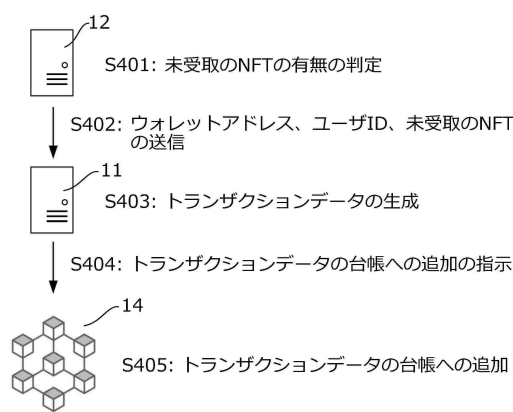 12
S401: 未受取のNFTの有無の判定
S402: ウォレットアドレス、ユーザID、未受取のNFT
の送信
11
S403: トランザクションデータの生成
S404: トランザクションデータの台帳への追加の指示
14
S405: トランザクションデータの台帳への追加